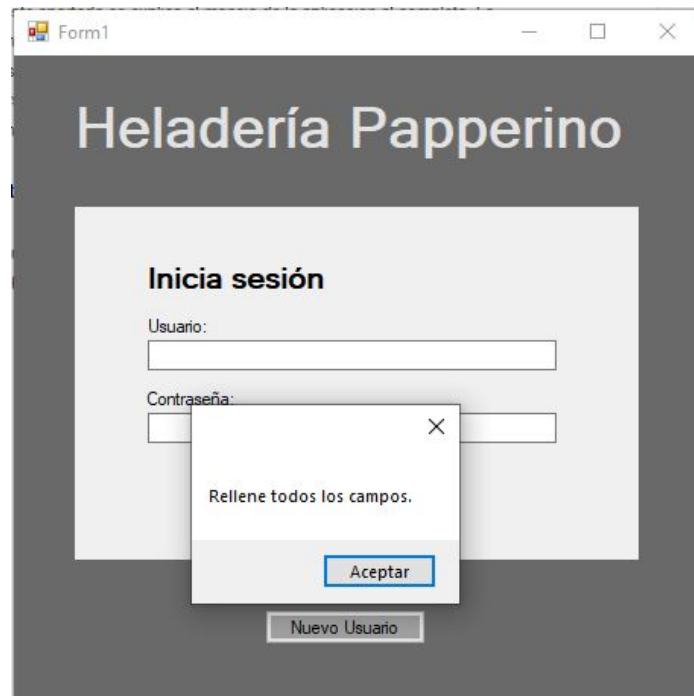 Form1
Heladería Papperino
Inicia sesión
Usuario:
Contraseña:
Rellene todos los campos.
Aceptar
Nuevo Usuario